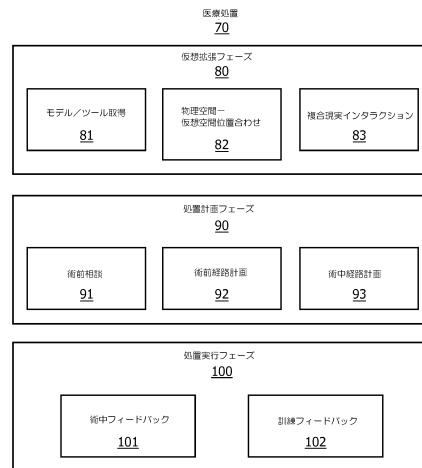 医療処置
70
仮想拡張フェーズ
80
モデル／ツール取得
81
物理空間－
仮想空間位置合わせ
82
複合現実インタラクション
83
処置計画フェーズ
90
術前相談
91
術前経路計画
92
術中経路計画
93
処置実行フェーズ
100
術中フィードバック
101
訓練フィードバック
102